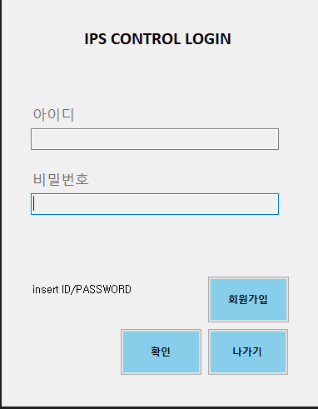 IPS CONTROL LOGIN
아이디
비밀번호
insert ID/PASSWORD
회원가입
확인
나가기